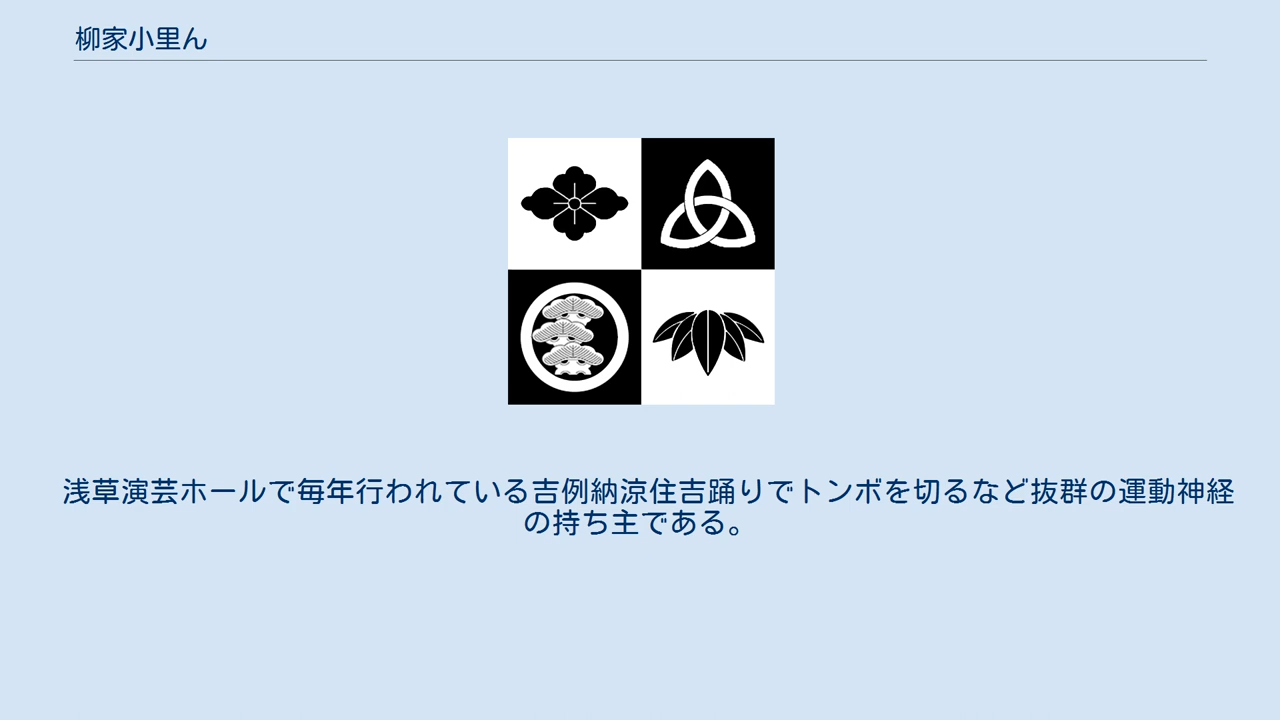 柳家小里ん
浅草演芸ホールで毎年行われている吉例納涼住吉踊りでトンボを切るなど抜群の運動神経
の持ち主である。